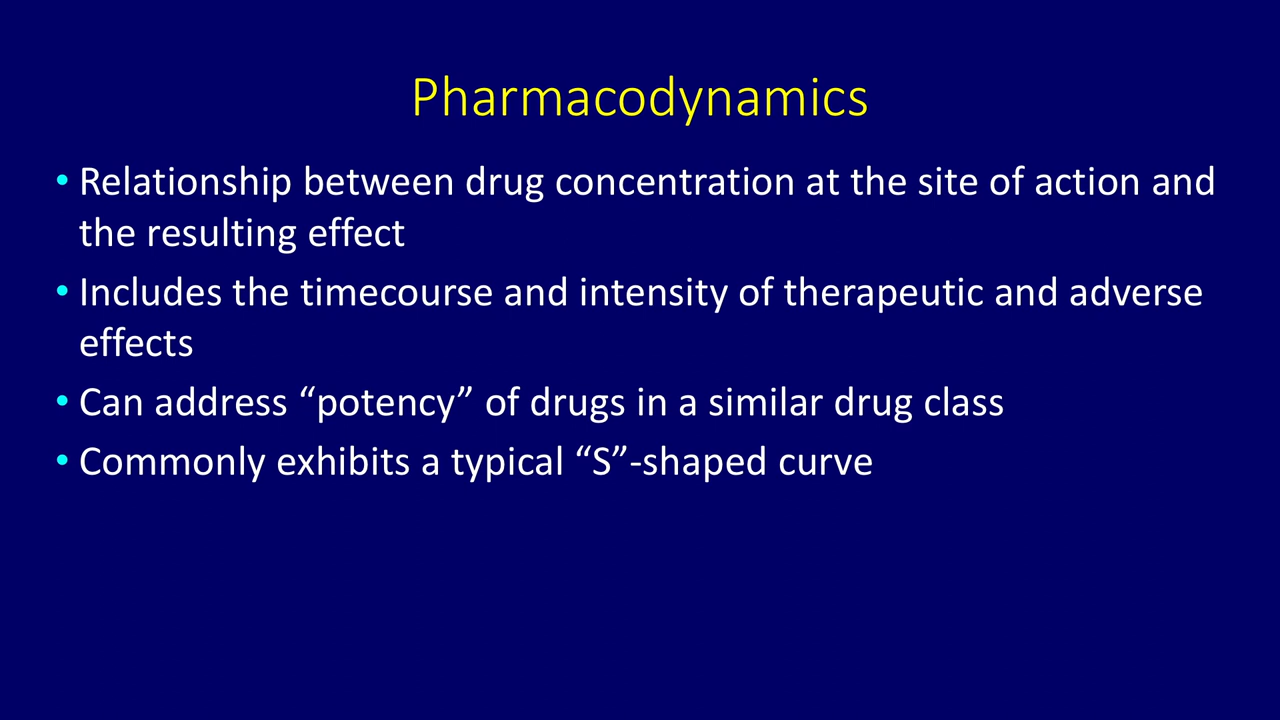 Pharmacodynamics
• Relationship between drug concentration at the site of action and
the resulting effect
• Includes the timecourse and intensity of therapeutic and adverse
effects
• Can address “potency” of drugs in a similar drug class
• Commonly exhibits a typical “S”-shaped curve